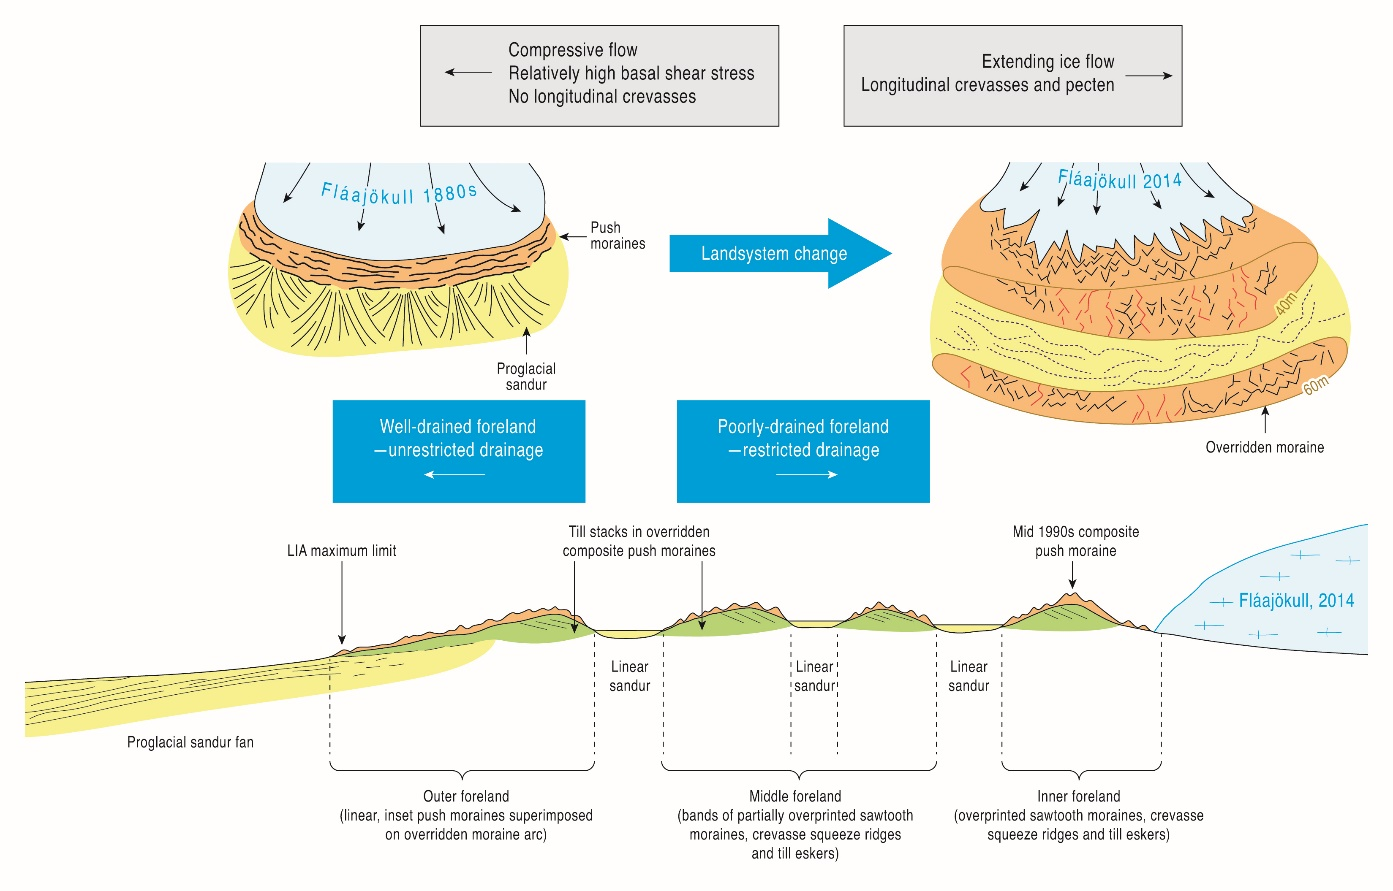 Compressive flow
Relatively high basal shear stress
No longitudinal crevasses
Extending ice flow
Longitudinal crevasses and pecten
Fláajökull 1880s
Push
moraines
Proglacial
sandur
Landsystem change
Fláajökull 2014
40m
60m
Overridden moraine
Well-drained foreland
—unrestricted drainage
Poorly-drained foreland
—restricted drainage
LIA maximum limit
Till stacks in overridden
composite push moraines
Mid 1990s composite
push moraine
Fláajökull, 2014
Linear
sandur
Linear
sandur
Linear
sandur
Proglacial sandur fan
Outer foreland
(linear, inset push moraines superimposed
on overridden moraine arc)
Middle foreland
(bands of partially overprinted sawtooth
moraines, crevasse squeeze ridges
and till eskers)
Inner foreland
(overprinted sawtooth moraines, crevasse
squeeze ridges and till eskers)